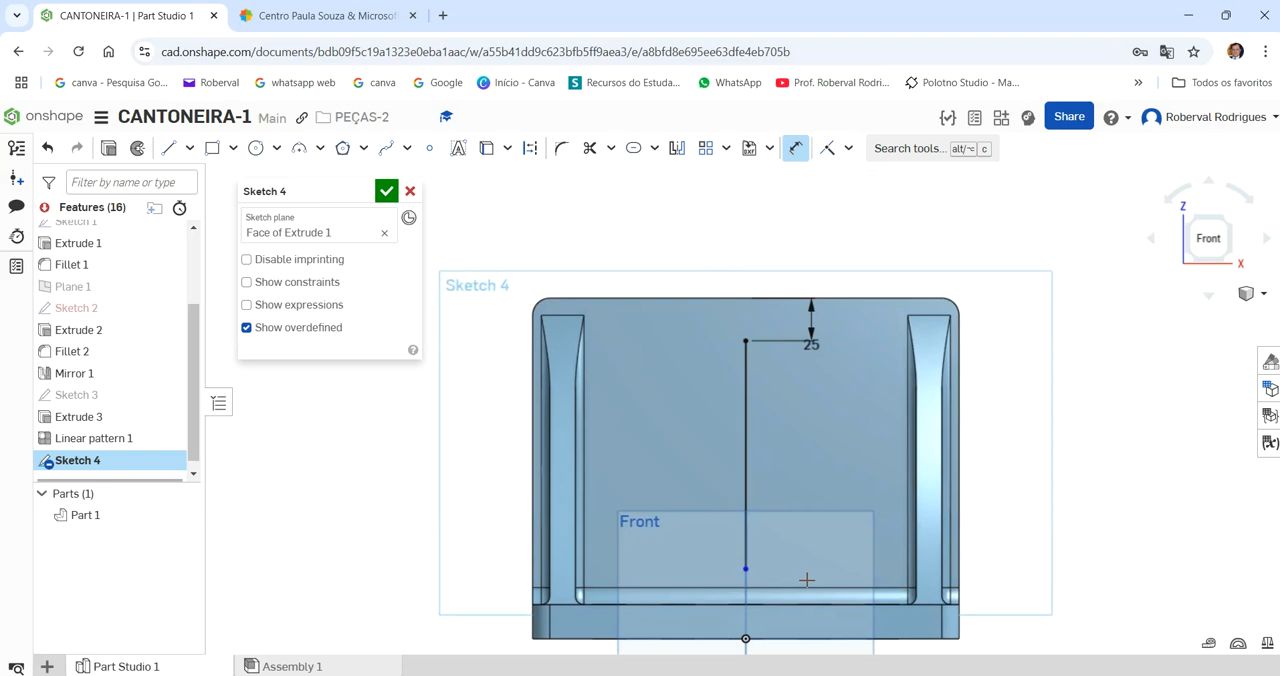 CANTONEIRA-1 | Part Studio 1
Centro Paula Souza & Microsof
cad.onshape.com/documents/bdb09f5c19a1323e0eba1aac/w/a55b41dd9c623bfb5ff9aea3/e/a8bfd8e695ee63dfe4eb705b
canva - Pesquisa Go...
Roberval
whatsapp web
canva
Google
Início - Canva
Recursos do Estuda...
WhatsApp
Prof. Roberval Rodri...
Polotno Studio - Ma...
»
Todos os favoritos
onshape
CANTONEIRA-1
Main
PEÇAS-2
Share
Roberval Rodrigues
Search tools...
alt/⌥
c
Filter by name or type
Features (16)
Sketch 1
Extrude 1
Fillet 1
Plane 1
Sketch 2
Extrude 2
Fillet 2
Mirror 1
Sketch 3
Extrude 3
Linear pattern 1
Sketch 4
Parts (1)
Part 1
Sketch 4
Sketch plane
Face of Extrude 1
Disable imprinting
Show constraints
Show expressions
Show overdefined
Sketch 4
25
Front
Z
Front
X
Part Studio 1
Assembly 1